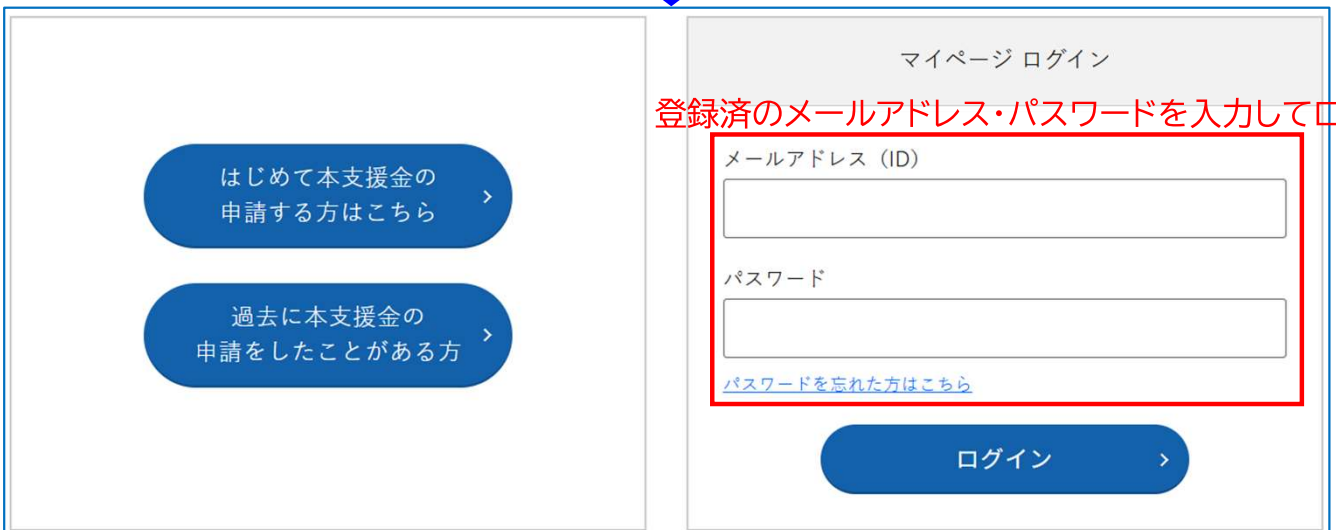 はじめて本支援金の
申請する方はこちら
過去に本支援金の
申請をしたことがある方
マイページ ログイン
登録済のメールアドレス・パスワードを入力してロ
メールアドレス（ID）
パスワード
パスワードを忘れた方はこちら
ログイン